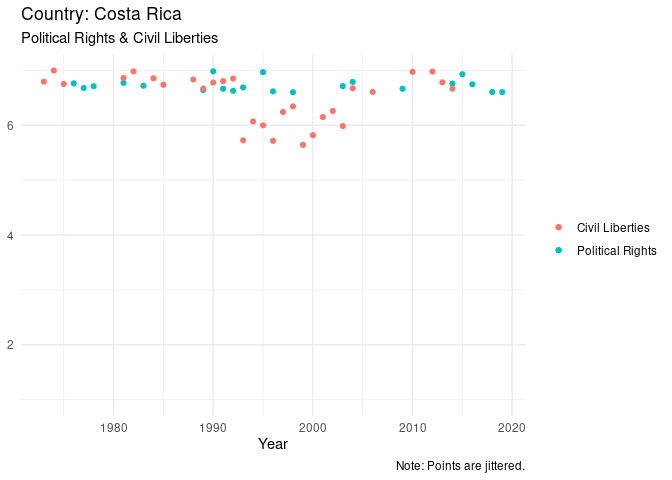 Country: Costa Rica
Political Rights & Civil Liberties
6
4
2
1980 1990 2000 2010 2020
Year
Civil Liberties
Political Rights
Note: Points are jittered.